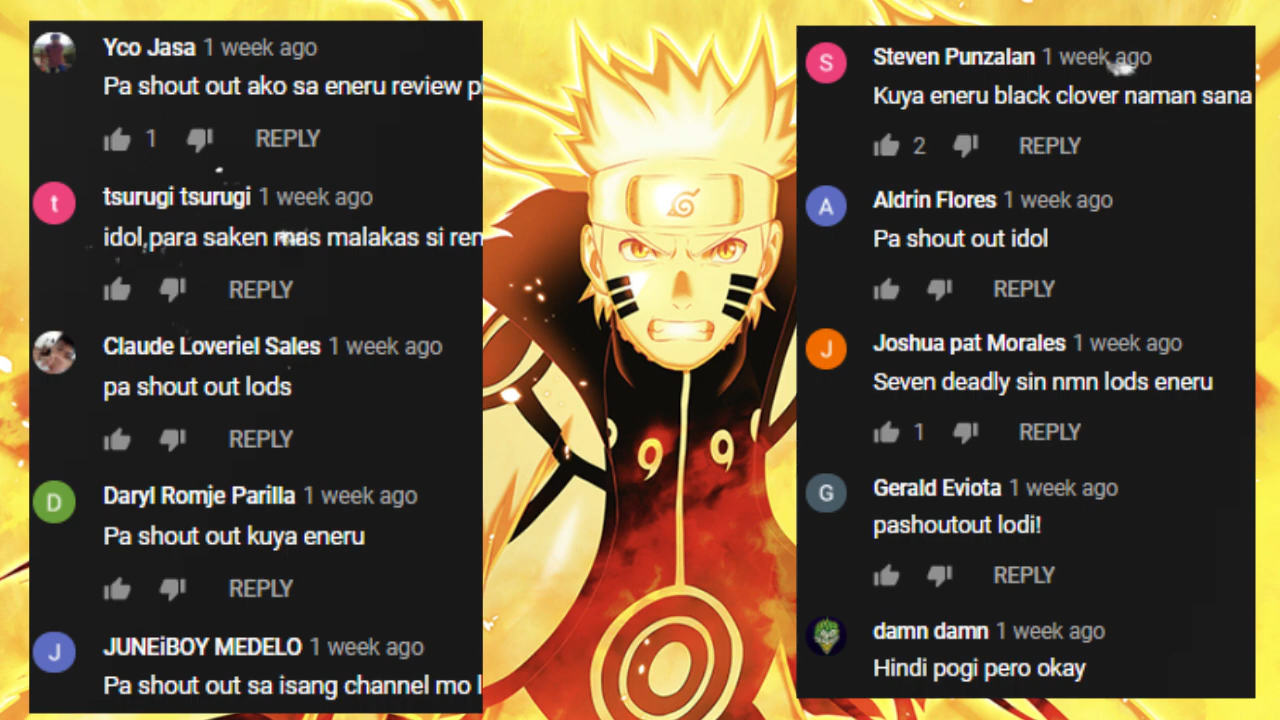 Yco Jasa 1 week ago
Pa shout out ako sa eneru review
1 REPLY
t
tsurugi tsurugi 1 week ago
idol,para saken mas malakas si
REPLY
Claude Loveriel Sales 1 week ago
pa shout out lods
REPLY
D
Daryl Romje Parilla 1 week ago
Pa shout out kuya eneru
REPLY
J
JUNEiBOY MEDELO 1 week ago
Pa shout out sa isang channel mo
S
Steven Punzalan 1 week ago
Kuya eneru black clover naman sana
2 REPLY
A
Aldrin Flores 1 week ago
Pa shout out idol
REPLY
J
Joshua pat Morales 1 week ago
Seven deadly sin nmn lods eneru
1 REPLY
G
Gerald Eviota 1 week ago
pashoutout lodi!
REPLY
damn damn 1 week ago
Hindi pogi pero okay